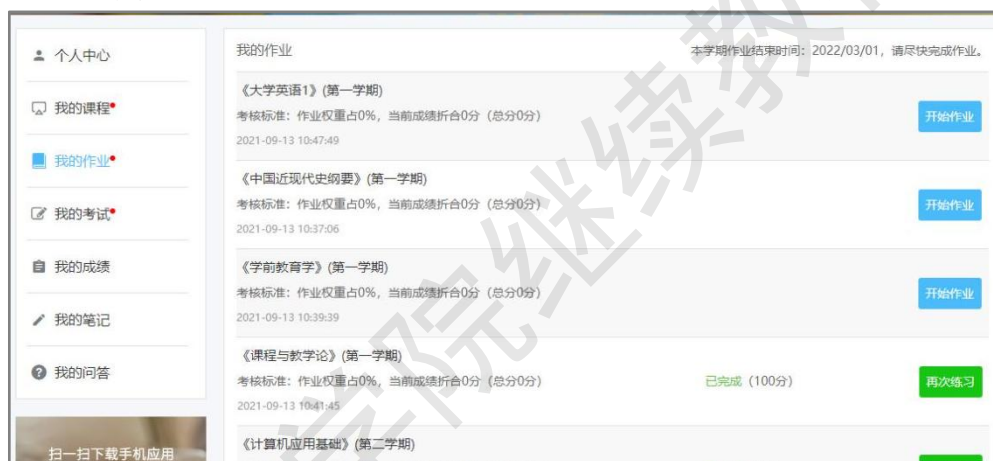 个人中心
我的课程
我的作业
我的考试
我的成绩
我的笔记
我的问答
扫一扫下载手机应用
我的作业
本学期作业结束时间：2022/03/01，请尽快完成作业。
《大学英语1》(第一学期)
考核标准：作业权重占0%，当前成绩折合0分（总分0分）
开始作业
2021-09-13 10:47:49
《中国近现代史纲要》(第一学期)
考核标准：作业权重占0%，当前成绩折合0分（总分0分）
开始作业
2021-09-13 10:37:06
《学前教育学》(第一学期)
考核标准：作业权重占0%，当前成绩折合0分（总分0分）
开始作业
2021-09-13 10:39:39
《课程与教学论》(第一学期)
考核标准：作业权重占0%，当前成绩折合0分（总分0分）
已完成（100分）
再次练习
2021-09-13 10:41:45
《计算机应用基础》(第二学期)
学院继续教